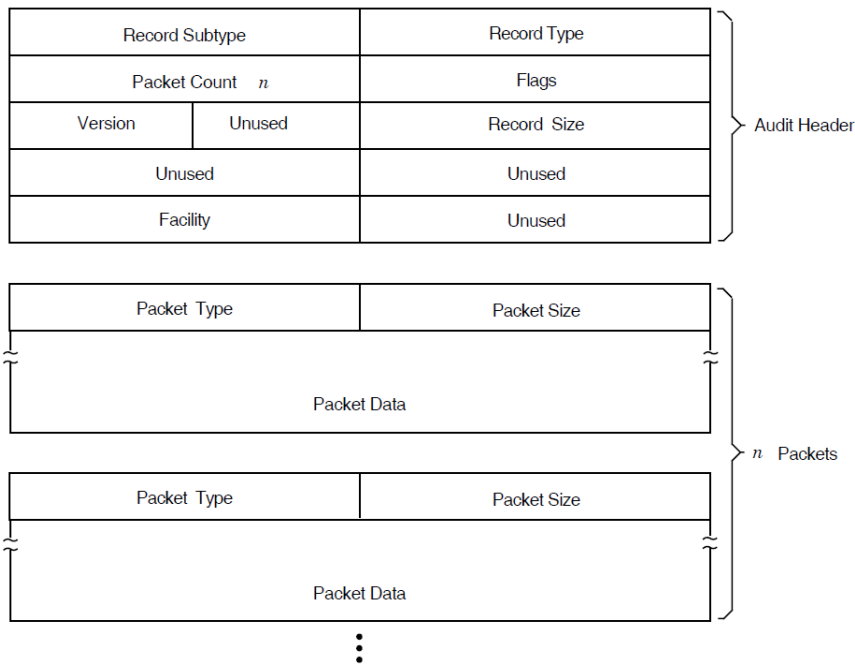 Record Subtype Record Type
Packet Count n Flags
Version Unused Record Size
Audit Header
Unused Unused
Facility Unused
Packet Type Packet Size
Packet Data
n Packets
Packet Type Packet Size
Packet Data